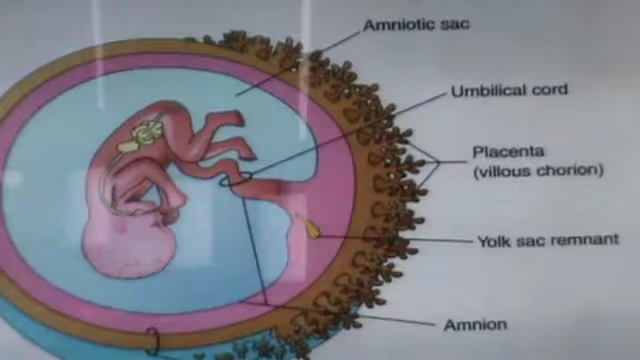 Amniotic sac
Umbilical cord
Placenta
(villous chorion)
Yolk sac remnant
Amnion